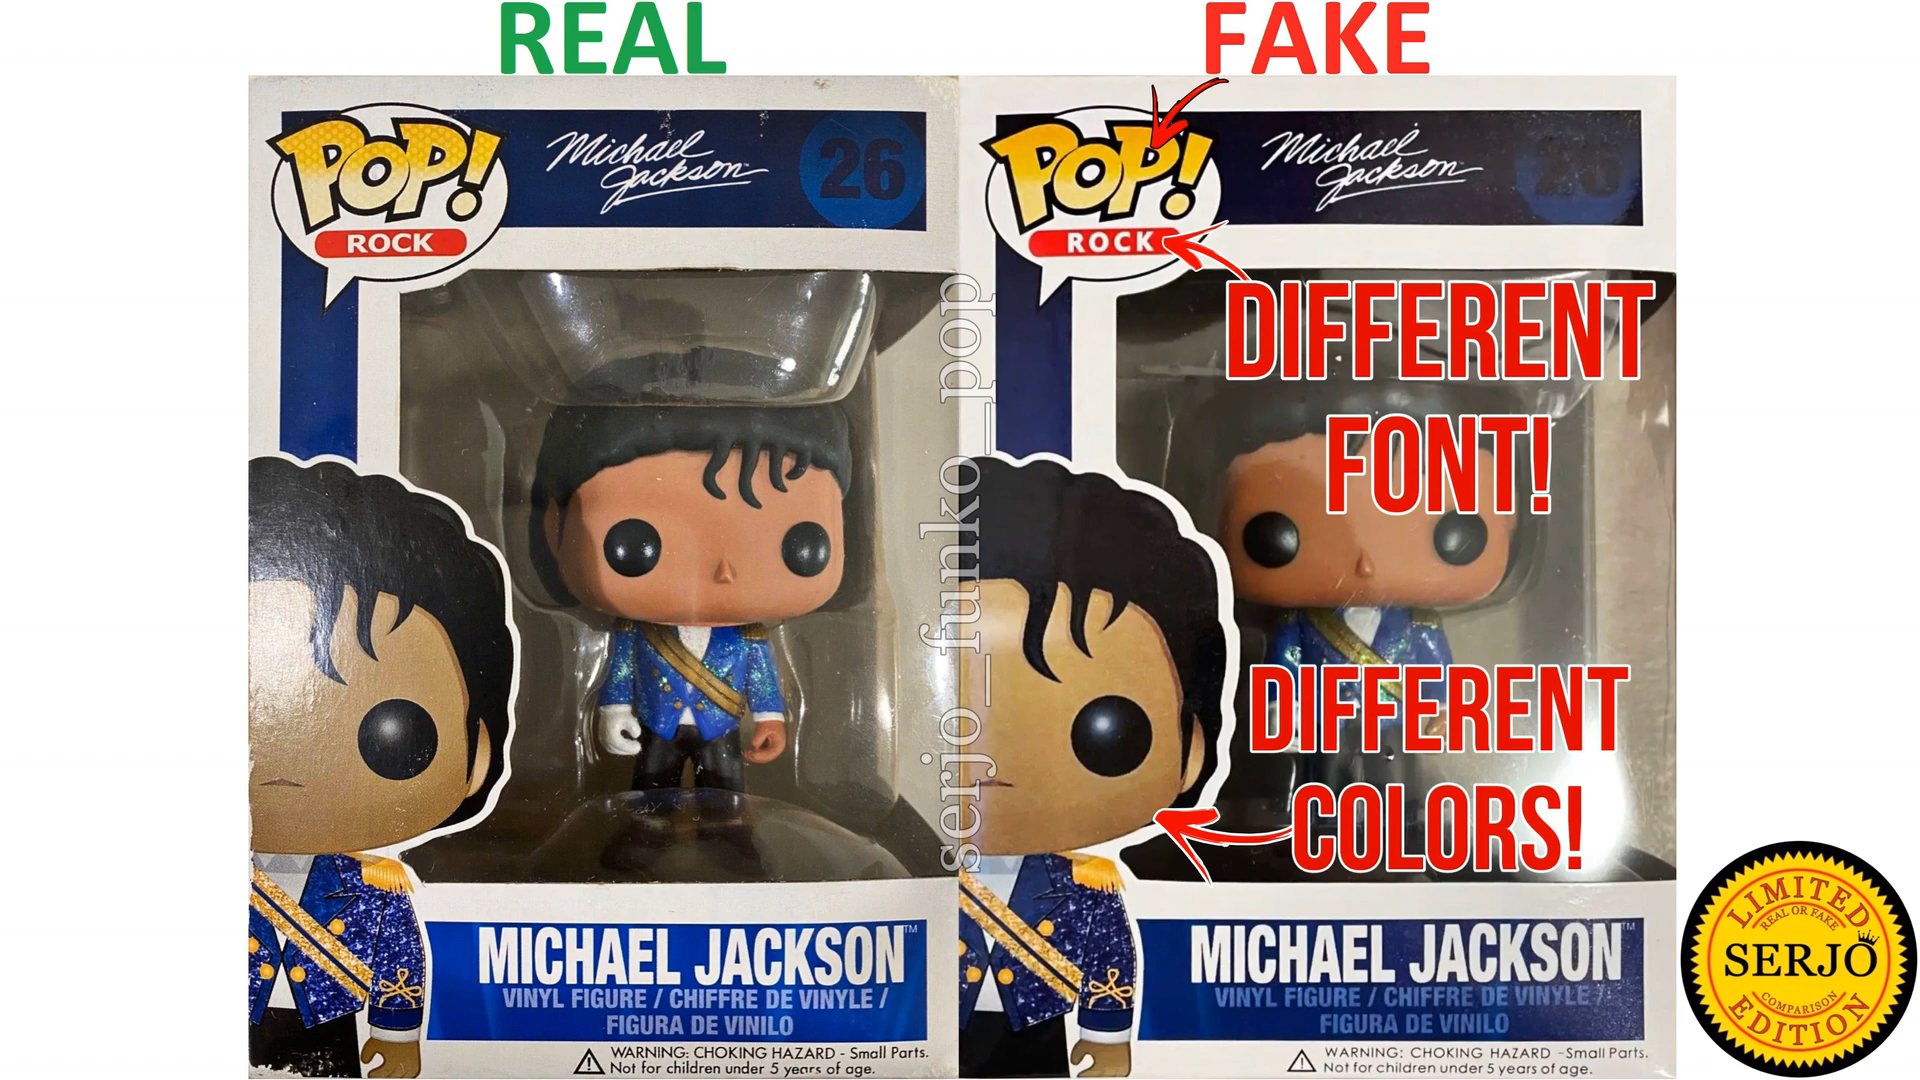 REAL
FAKE
POP!
ROCK
Michael
Jackson
26
MICHAEL JACKSON™
VINYL FIGURE / CHIFFRE DE VINYLE /
FIGURA DE VINILO
WARNING: CHOKING HAZARD - Small Parts.
Not for children under 5 years of age.
serjo_funko_pop
POP!
ROCK
Michael
Jackson
26
DIFFERENT
FONT!
DIFFERENT
COLORS!
MICHAEL JACKSON™
VINYL FIGURE / CHIFFRE DE VINYLE /
FIGURA DE VINILO
WARNING: CHOKING HAZARD -Small Parts.
Not for children under 5 years of age.
LIMITED
REAL OR FAKE
SERJO
COMPARISON
EDITION